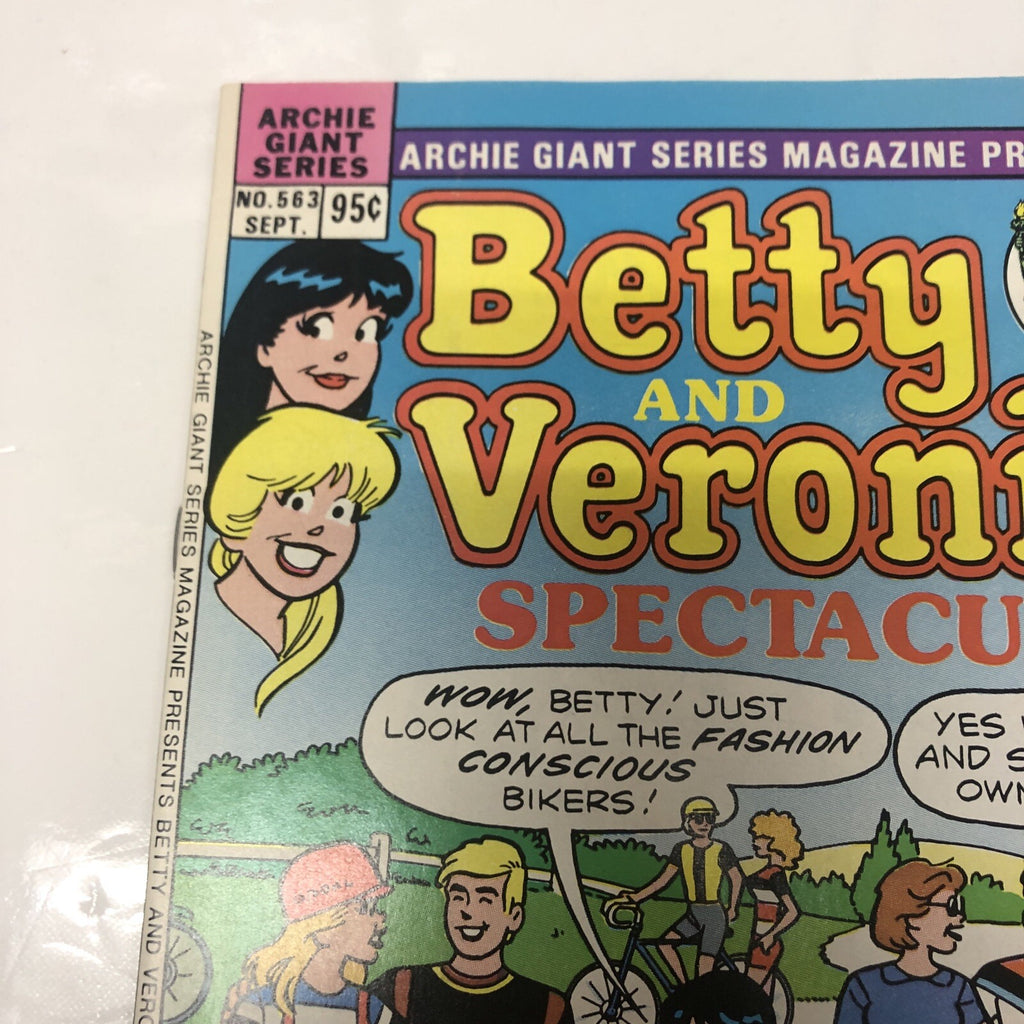 ARCHIE
GIANT
SERIES
NO. 563
SEPT.
95¢
ARCHIE GIANT SERIES MAGAZINE PR
Betty
AND
Veroni
SPECTACU
WOW, BETTY! JUST
LOOK AT ALL THE FASHION
CONSCIOUS
BIKERS!
YES
AND S
OWN
ARCHIE GIANT SERIES MAGAZINE PRESENTS BETTY AND VERO